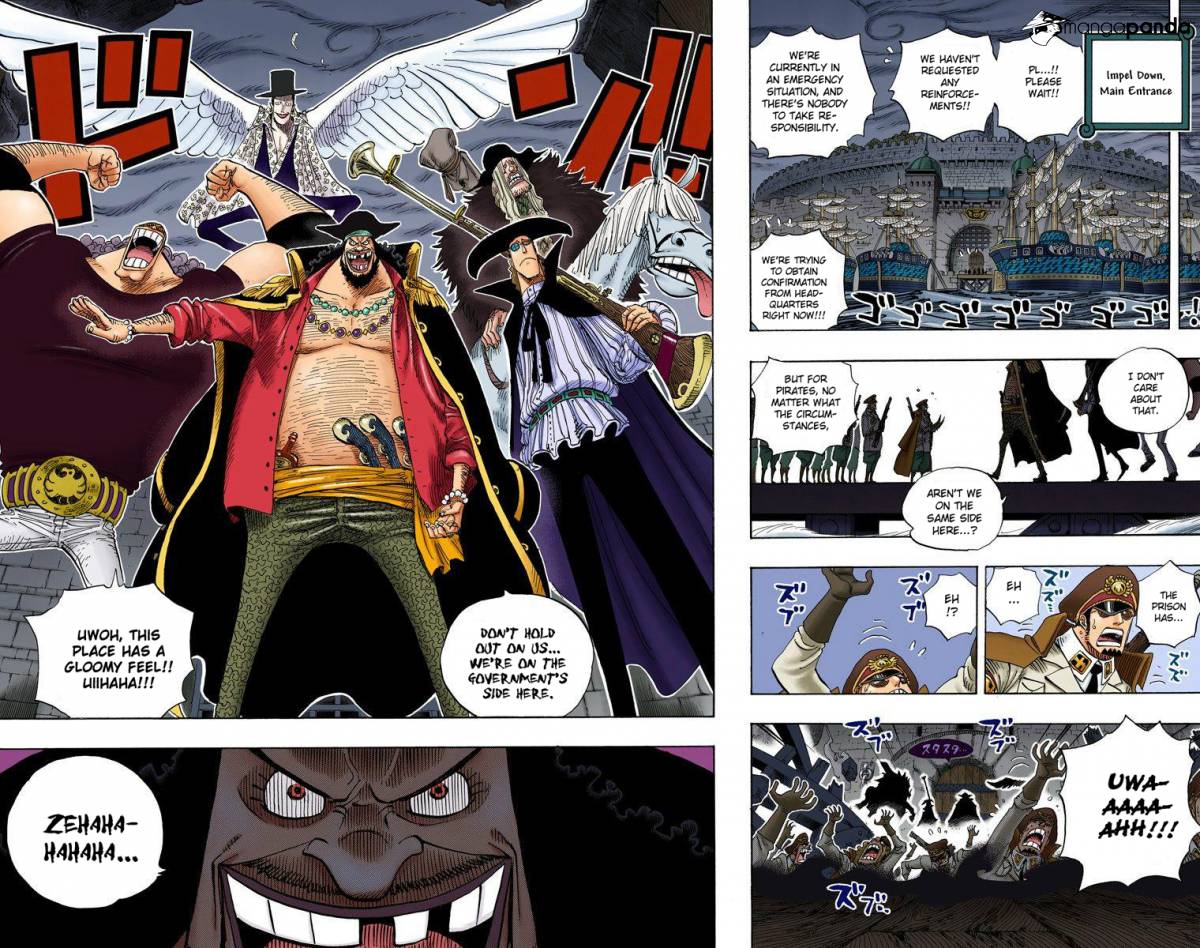 mangapanda
Impel Down,
Main Entrance
PL...!!
PLEASE
WAIT!!
WE HAVEN'T
REQUESTED
ANY
REINFORCE-
MENTS!!
WE'RE
CURRENTLY IN
AN EMERGENCY
SITUATION, AND
THERE'S NOBODY
TO TAKE RE-
SPONSIBILITY.
WE'RE TRYING
TO OBTAIN
CONFIRMATION
FROM HEAD-
QUARTERS
RIGHT NOW!!!
ゴゴゴゴゴゴゴ
I DON'T
CARE
ABOUT
THAT.
BUT FOR
PIRATES, NO
MATTER WHAT
THE CIRCUM-
STANCES,
AREN'T WE
ON THE
SAME SIDE
HERE...?
THE
PRISON
HAS...
EH
...
ズブ
ズブ
EH
!?
ズブ
ズブ
UWA-
AAAAA-
AHH!!!
スタスタ...
ズブ
ズブ
ズブ...
ドン!!
DON'T HOLD
OUT ON US...
WE'RE ON THE
GOVERNMENT'S
SIDE HERE.
UWOH, THIS
PLACE HAS A
GLOOMY FEEL!!
UIIHAHA!!!
ZEHAHA-
HAHAHA...